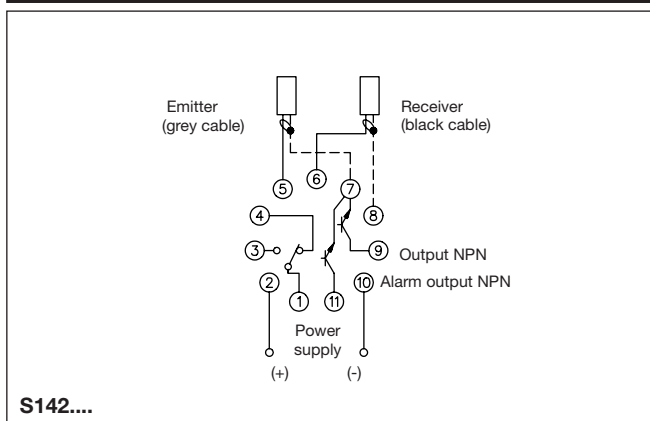 Emitter
(grey cable)
Receiver
(black cable)
5
6
7
8
4
3
9
Output NPN
2
1
11
10
Alarm output NPN
Power
supply
(+)
(-)
S142....